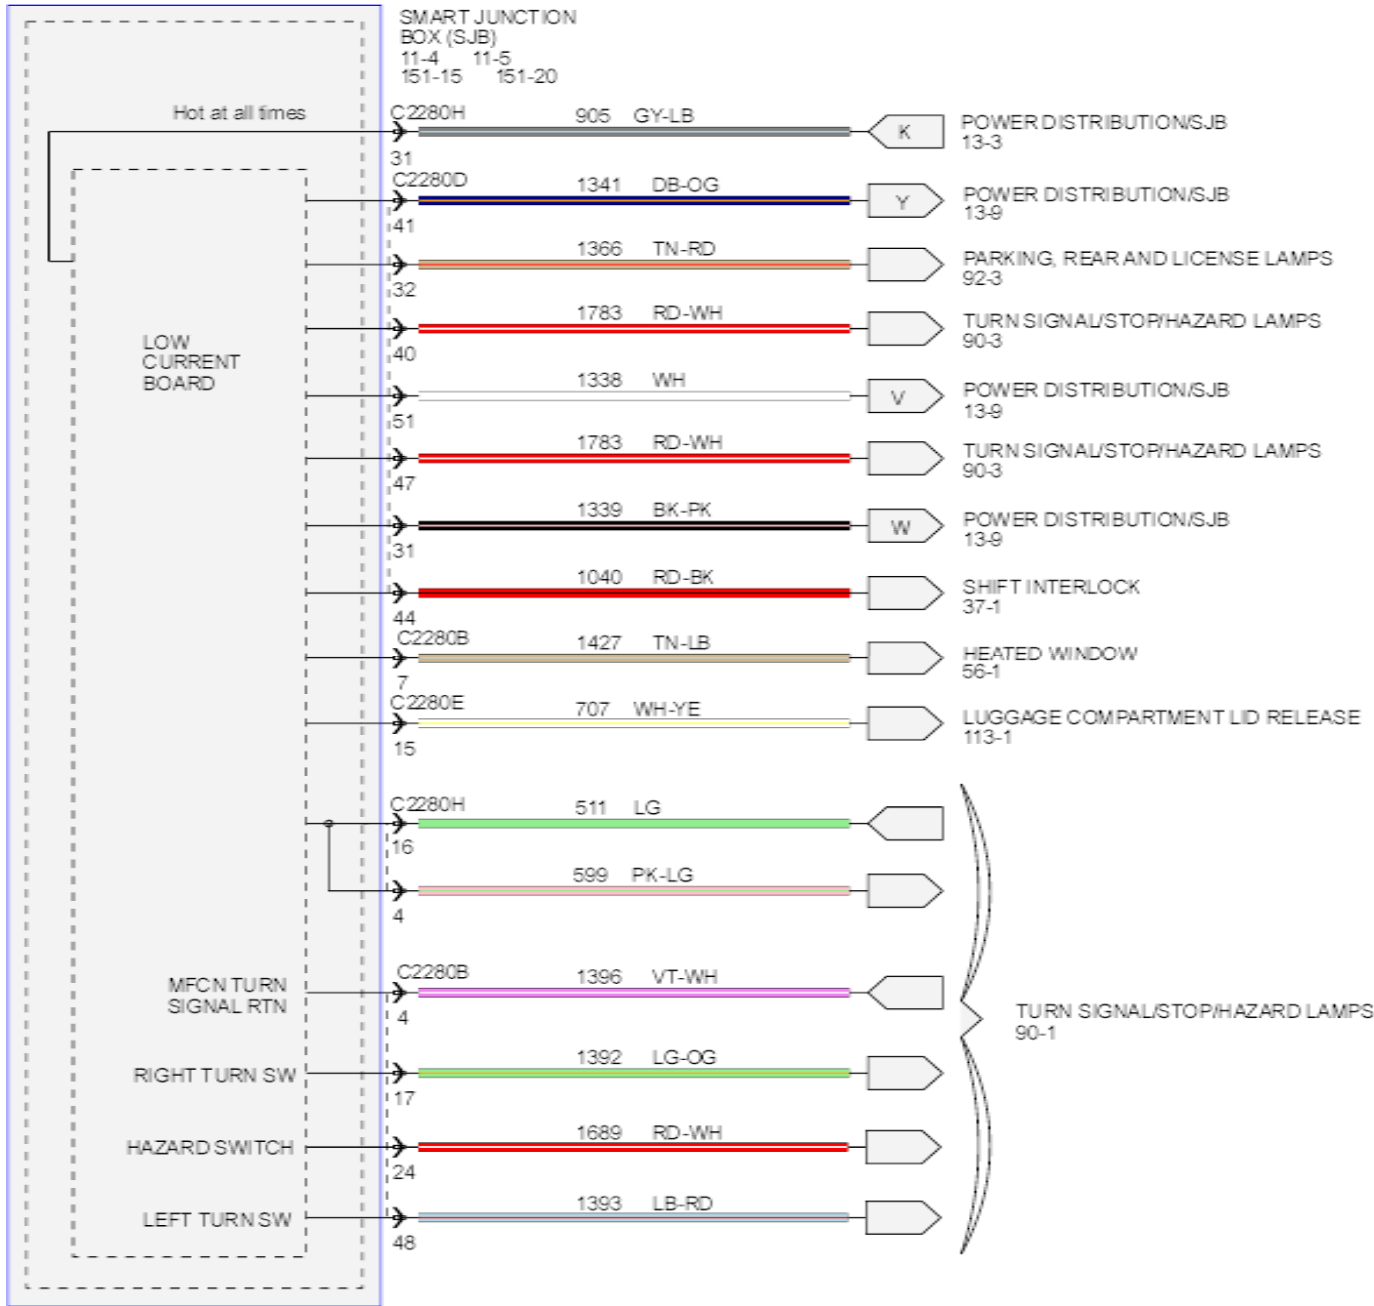 SMART JUNCTION
BOX (SJB)
11-4 11-5
151-15 151-20
Hot at all times
C2280H 905 GY-LB K POWER DISTRIBUTION/SJB
31 13-3
C2280D 1341 DB-OG Y POWER DISTRIBUTION/SJB
41 13-9
1366 TN-RD PARKING, REAR AND LICENSE LAMPS
32 92-3
1783 RD-WH TURN SIGNAL/STOP/HAZARD LAMPS
40 90-3
LOW
CURRENT
BOARD
1338 WH V POWER DISTRIBUTION/SJB
51 13-9
1783 RD-WH TURN SIGNAL/STOP/HAZARD LAMPS
47 90-3
1339 BK-PK W POWER DISTRIBUTION/SJB
31 13-9
1040 RD-BK SHIFT INTERLOCK
44 37-1
C2280B 1427 TN-LB HEATED WINDOW
7 56-1
C2280E 707 WH-YE LUGGAGE COMPARTMENT LID RELEASE
15 113-1
C2280H 511 LG
16
599 PK-LG
4
MFCN TURN
SIGNAL RTN
C2280B 1396 VT-WH
4
TURN SIGNAL/STOP/HAZARD LAMPS
90-1
RIGHT TURN SW 1392 LG-OG
17
HAZARD SWITCH 1689 RD-WH
24
LEFT TURN SW 1393 LB-RD
48